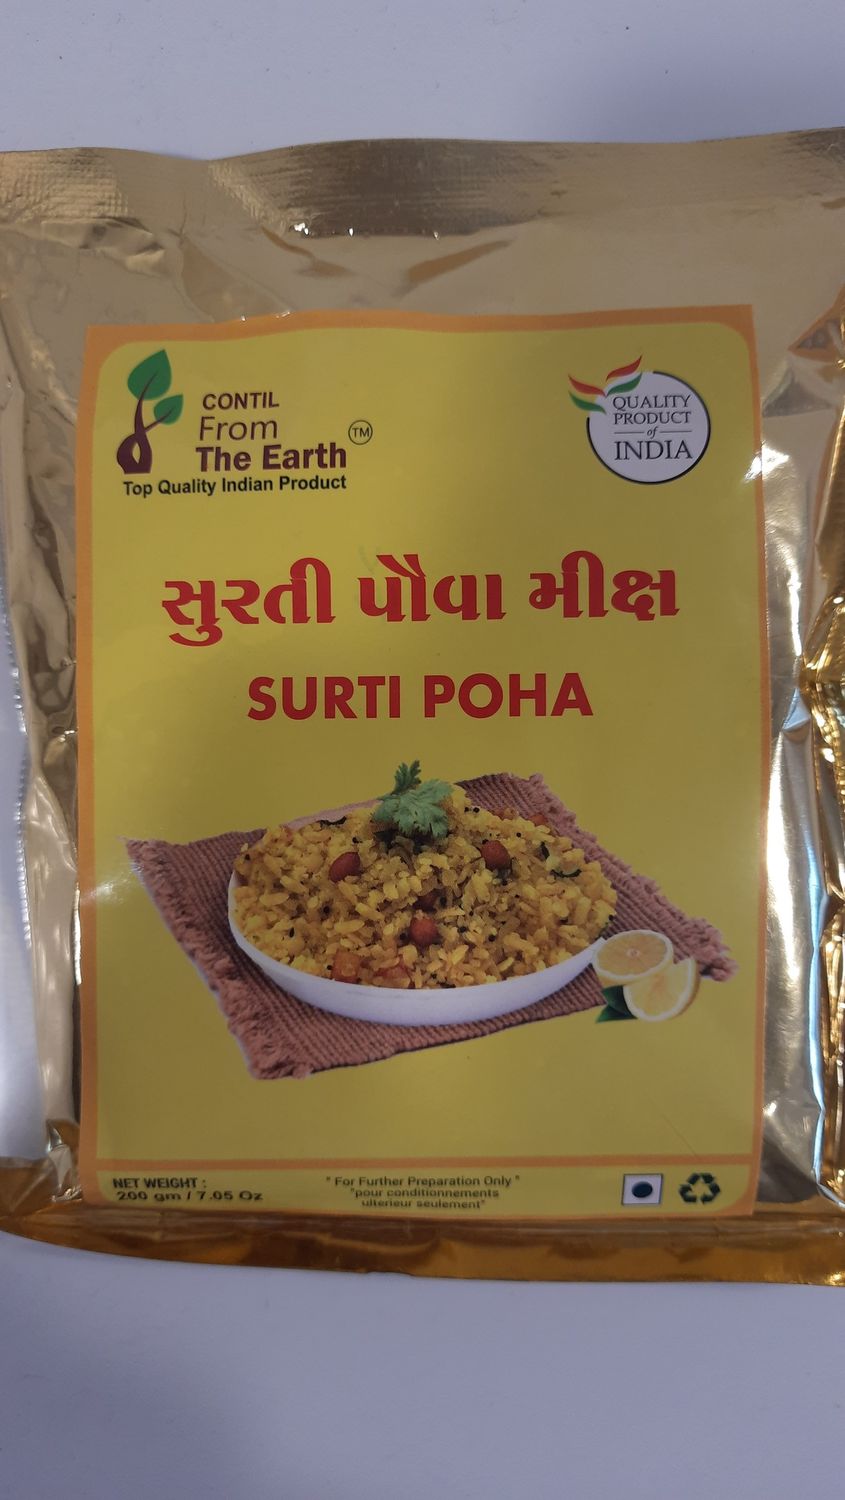 CONTIL
From
The Earth
TM
Top Quality Indian Product
QUALITY
PRODUCT
of
INDIA
સુરતી પૌંવા મીક્ષ
SURTI POHA
NET WEIGHT :
200 gm / 7.05 Oz
" For Further Preparation Only "
"pour conditionnements
ulterieur seulement"